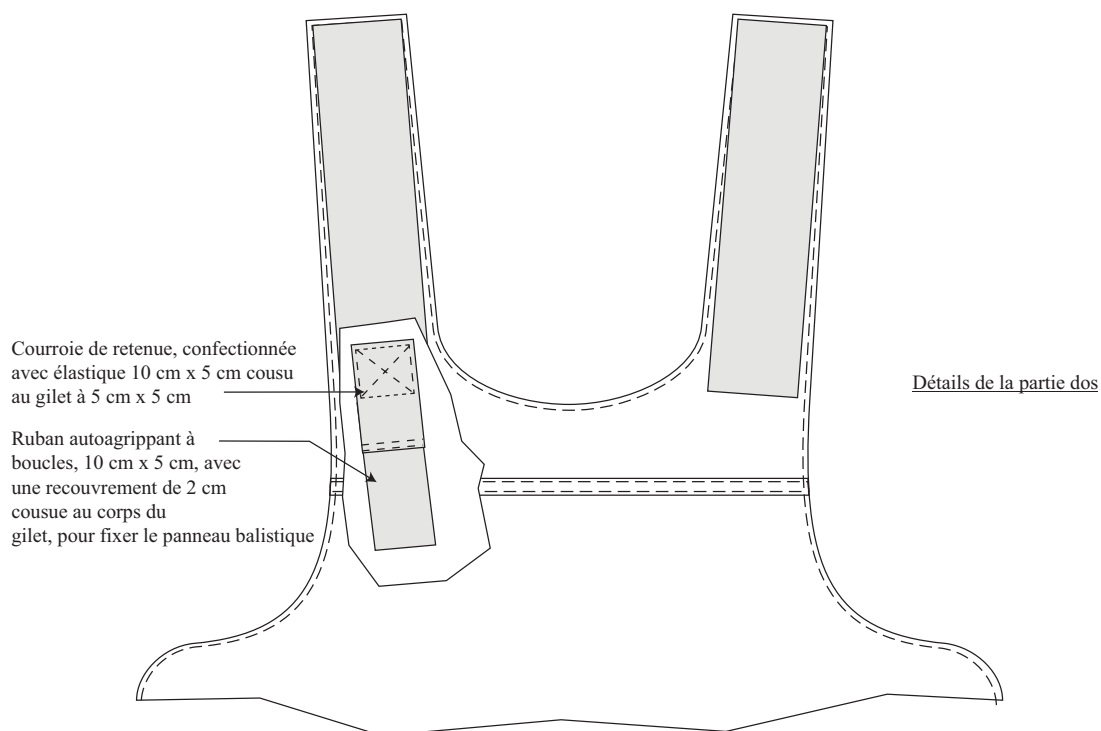 Courroie de retenue, confectionnée
avec élastique 10 cm x 5 cm cousu
au gilet à 5 cm x 5 cm
Ruban autoagrippant à
boucles, 10 cm x 5 cm, avec
une recouvrement de 2 cm
cousue au corps du
gilet, pour fixer le panneau balistique
Détails de la partie dos